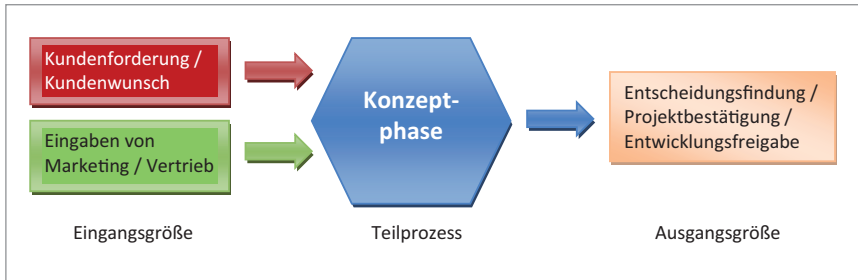 Kundenforderung /
Kundenwunsch
Eingaben von
Marketing / Vertrieb
Konzept-
phase
Entscheidungsfindung /
Projektbestätigung /
Entwicklungsfreigabe
Eingangsgröße
Teilprozess
Ausgangsgröße